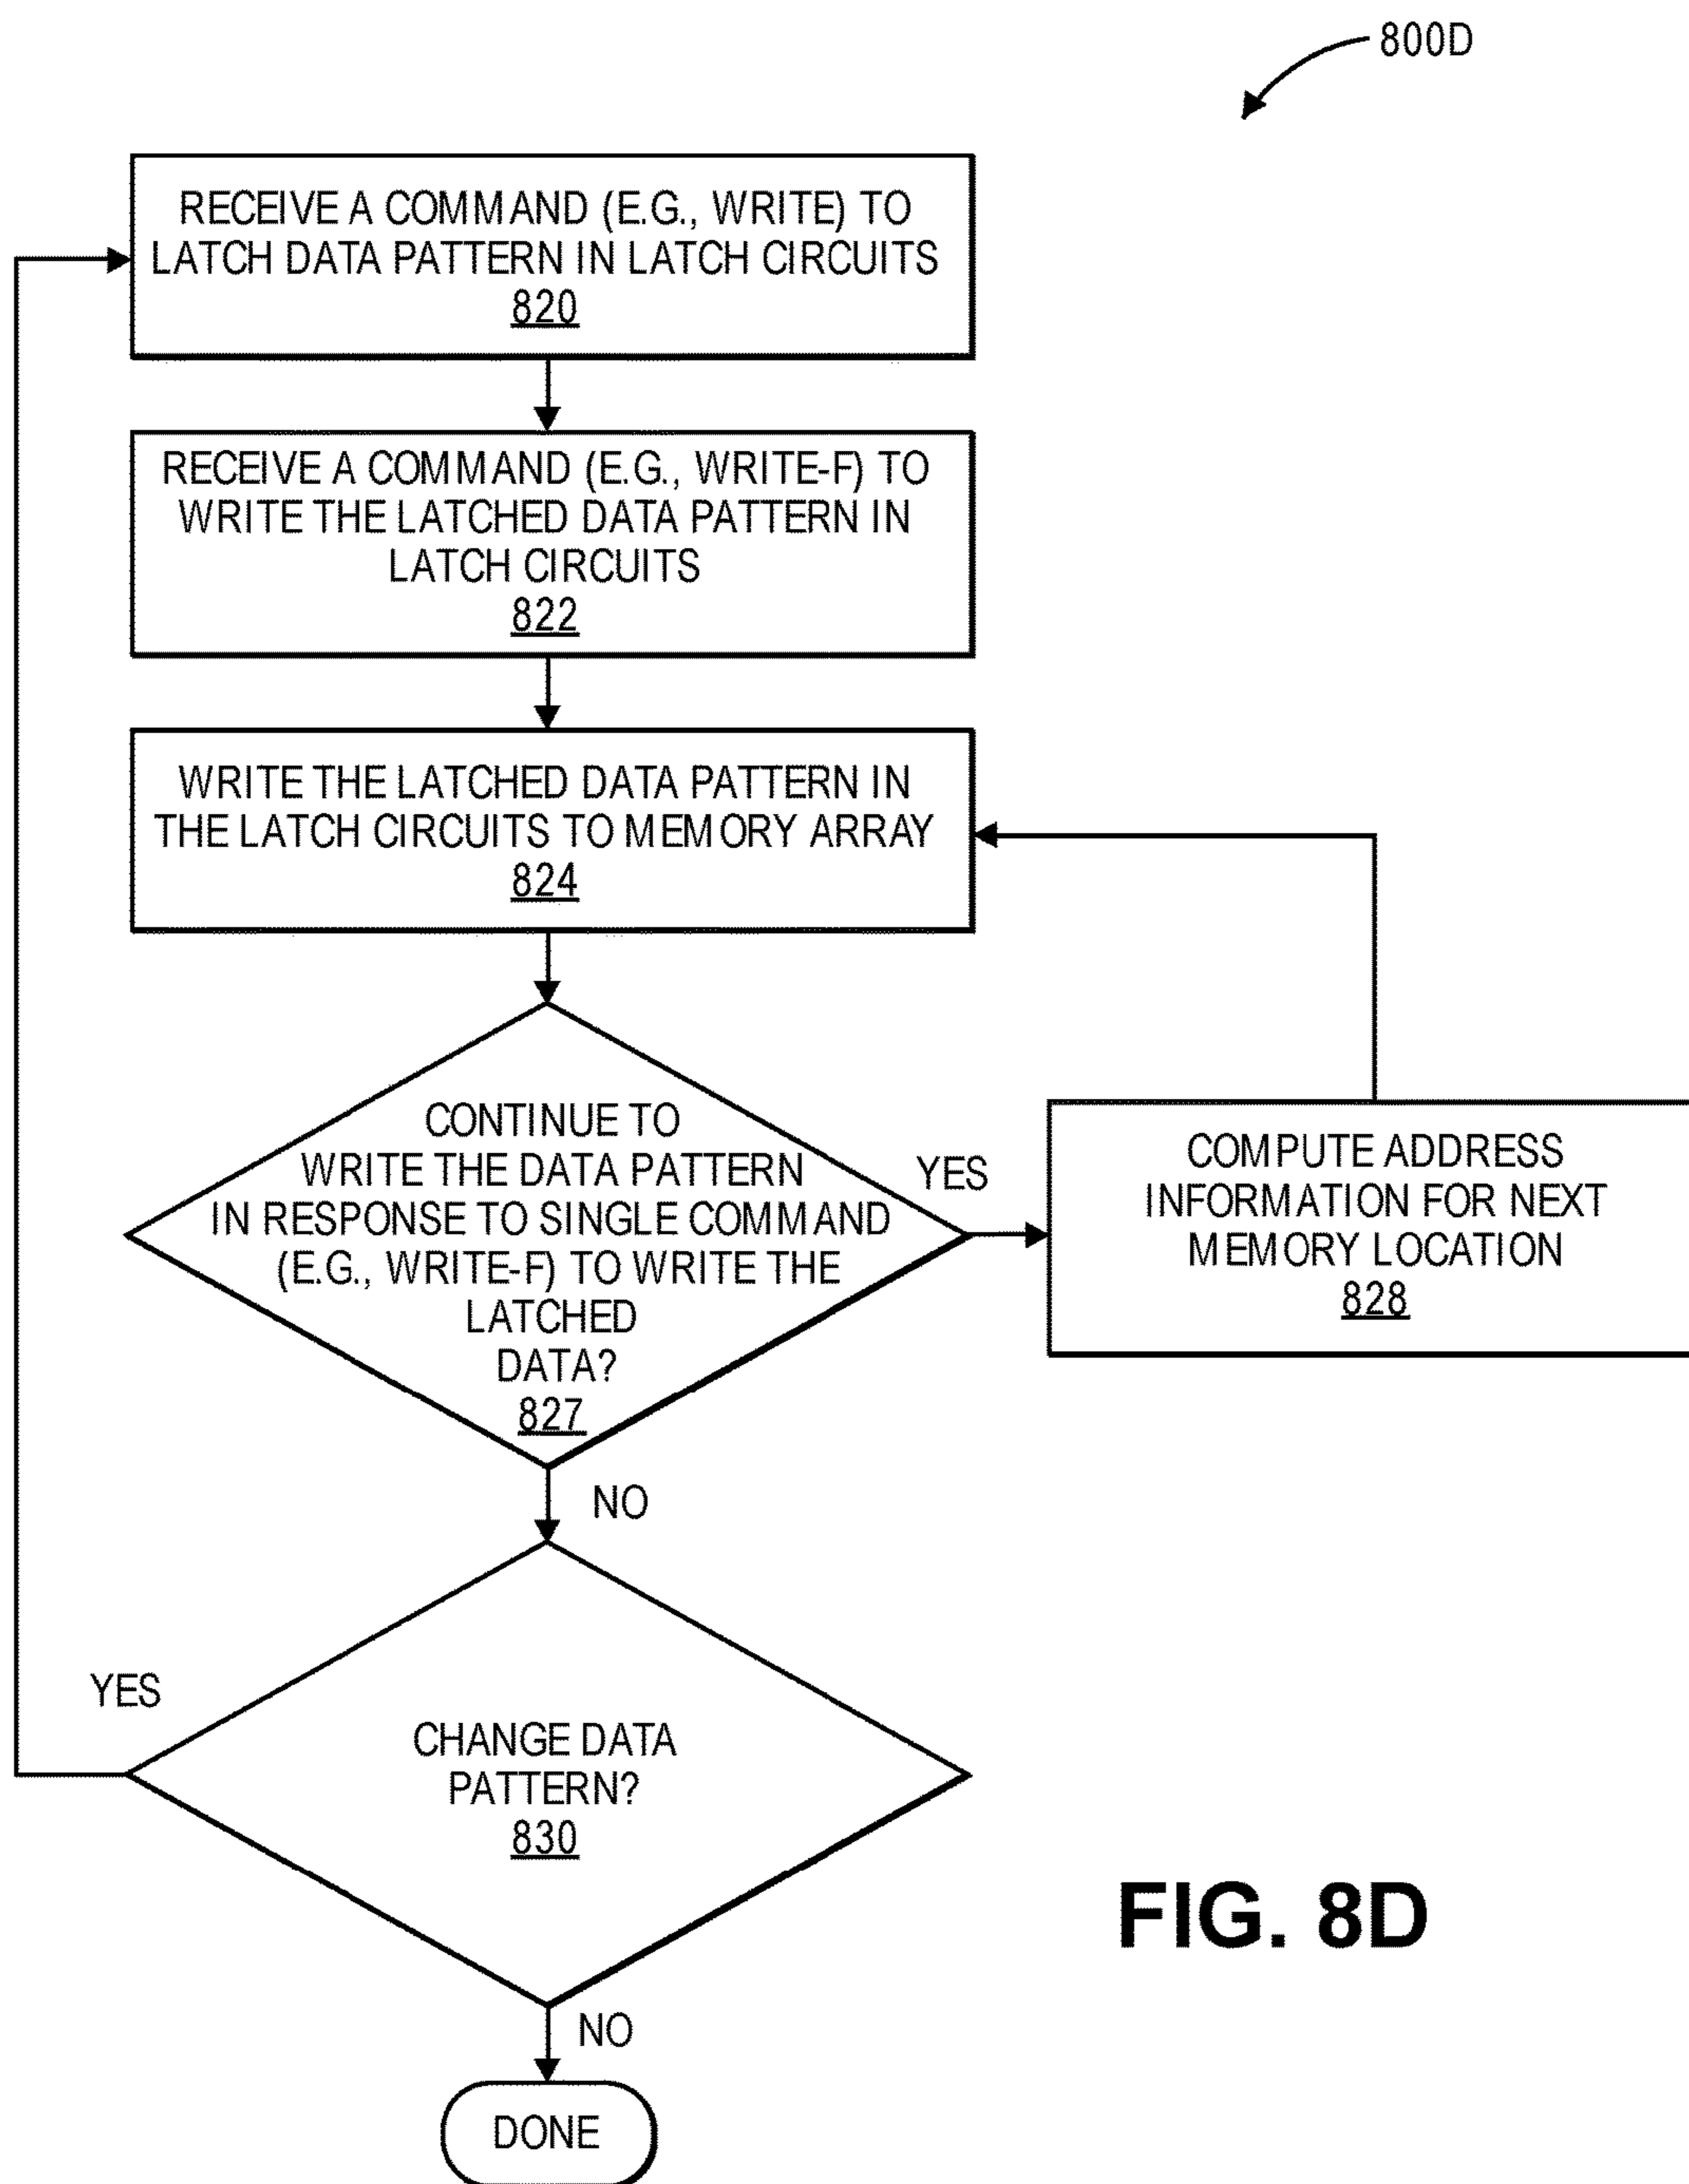 800D
RECEIVE A COMMAND (E.G., WRITE) TO
LATCH DATA PATTERN IN LATCH CIRCUITS
820
RECEIVE A COMMAND (E.G., WRITE-F) TO
WRITE THE LATCHED DATA PATTERN IN
LATCH CIRCUITS
822
WRITE THE LATCHED DATA PATTERN IN
THE LATCH CIRCUITS TO MEMORY ARRAY
824
CONTINUE TO
WRITE THE DATA PATTERN
IN RESPONSE TO SINGLE COMMAND
(E.G., WRITE-F) TO WRITE THE
LATCHED
DATA?
827
YES
COMPUTE ADDRESS
INFORMATION FOR NEXT
MEMORY LOCATION
828
NO
YES
CHANGE DATA
PATTERN?
830
NO
DONE
FIG. 8D